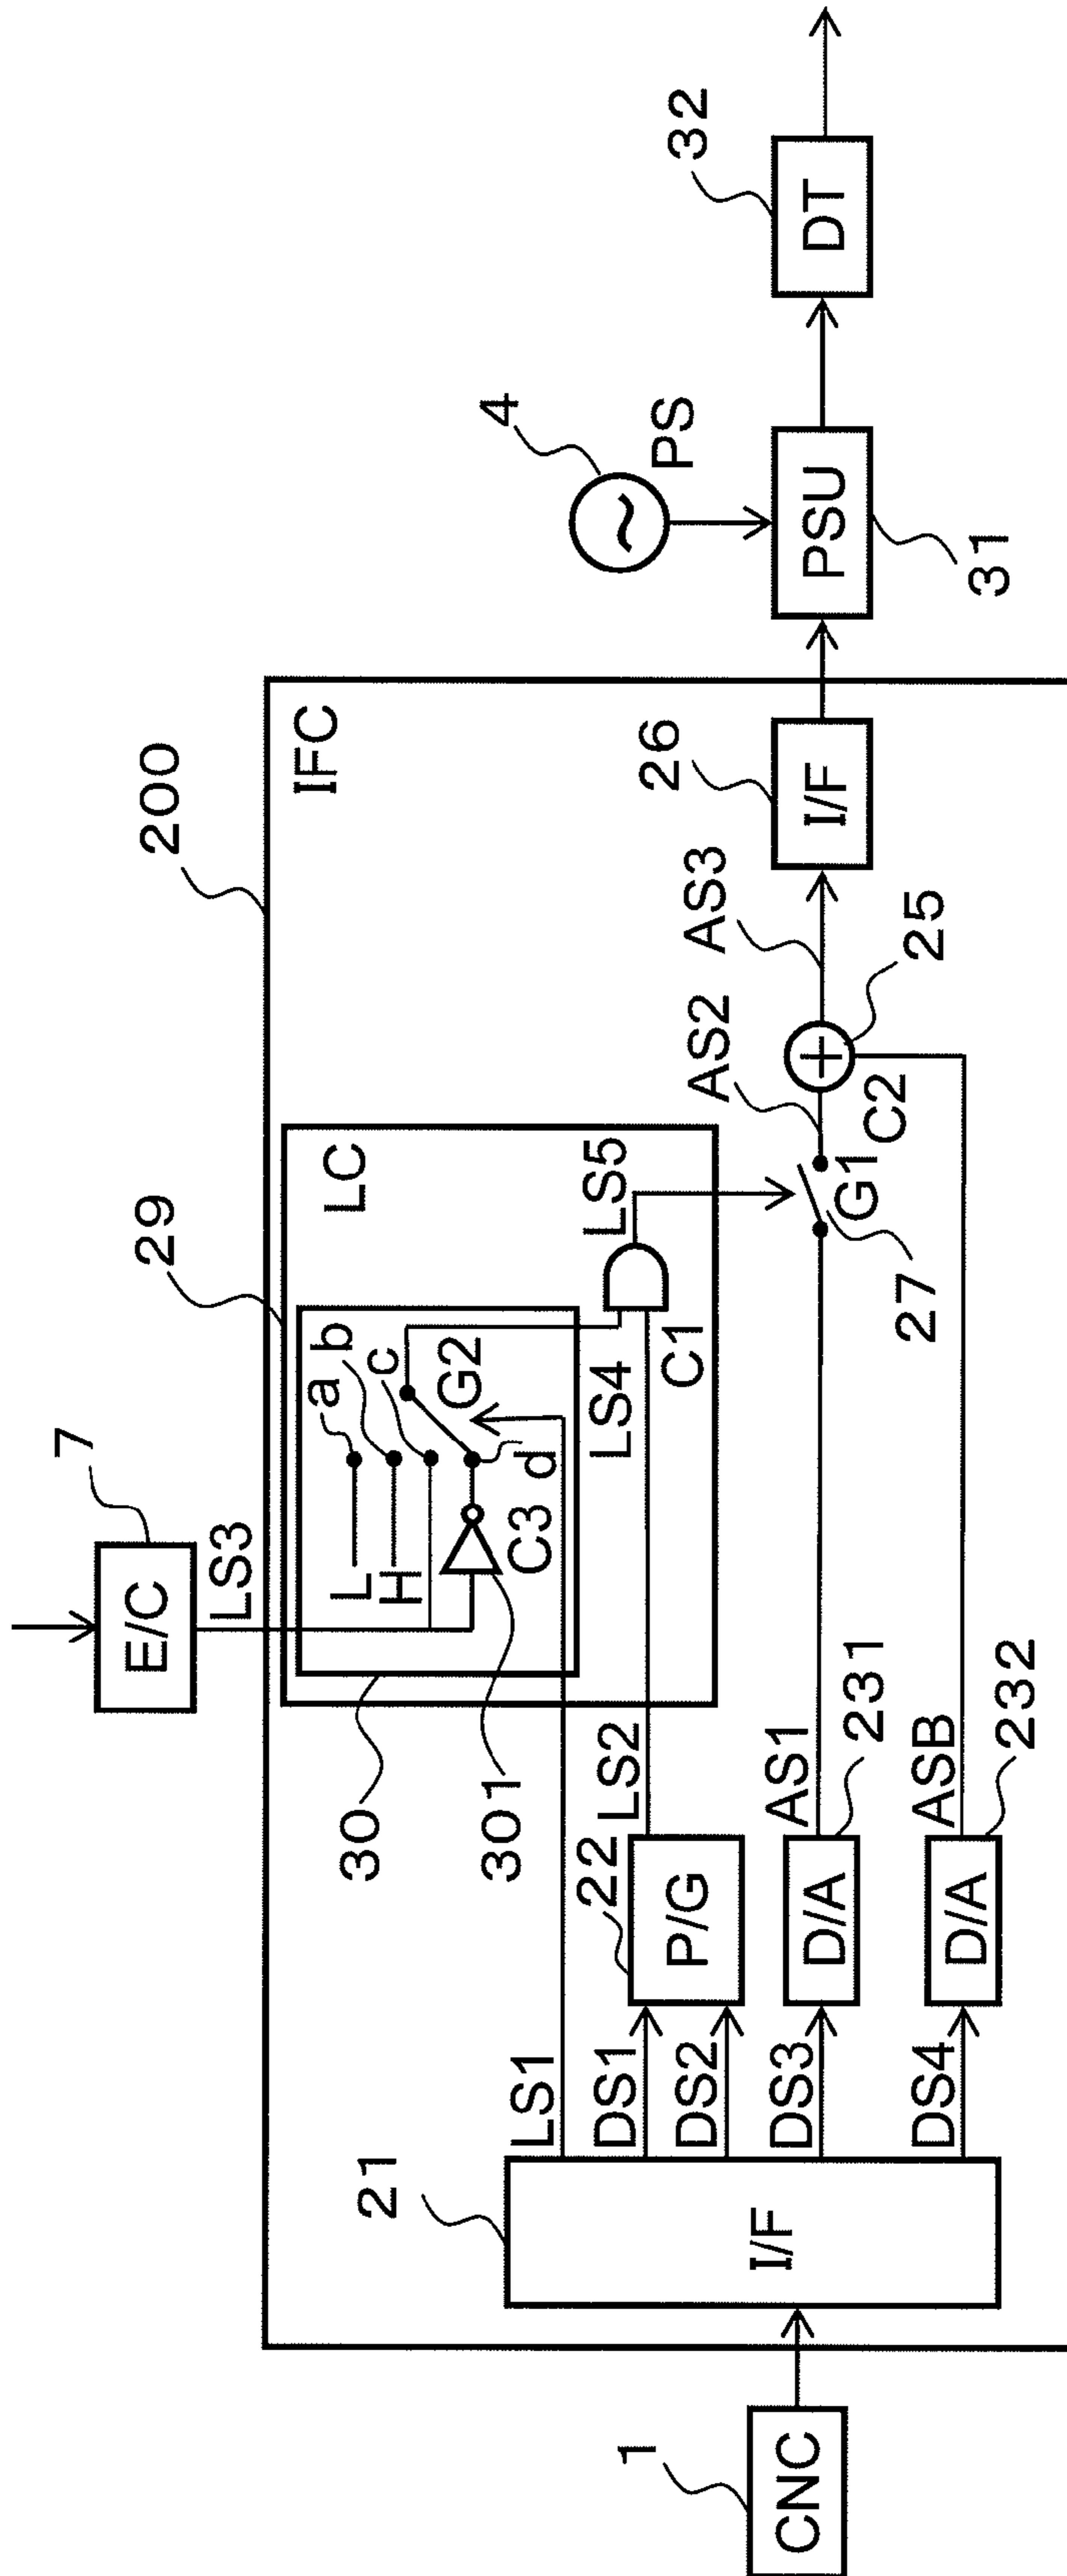 1
CNC
21
I/F
LS1
DS1
DS2
DS3
DS4
22
P/G
LS2
D/A
AS1
231
D/A
ASB
232
7
E/C
LS3
200
IFC
29
LC
30
301
L
H
a
b
c
d
G2
C3
LS4
C1
LS5
27
G1
AS2
C2
25
AS3
26
I/F
4
PS
PSU
31
32
DT